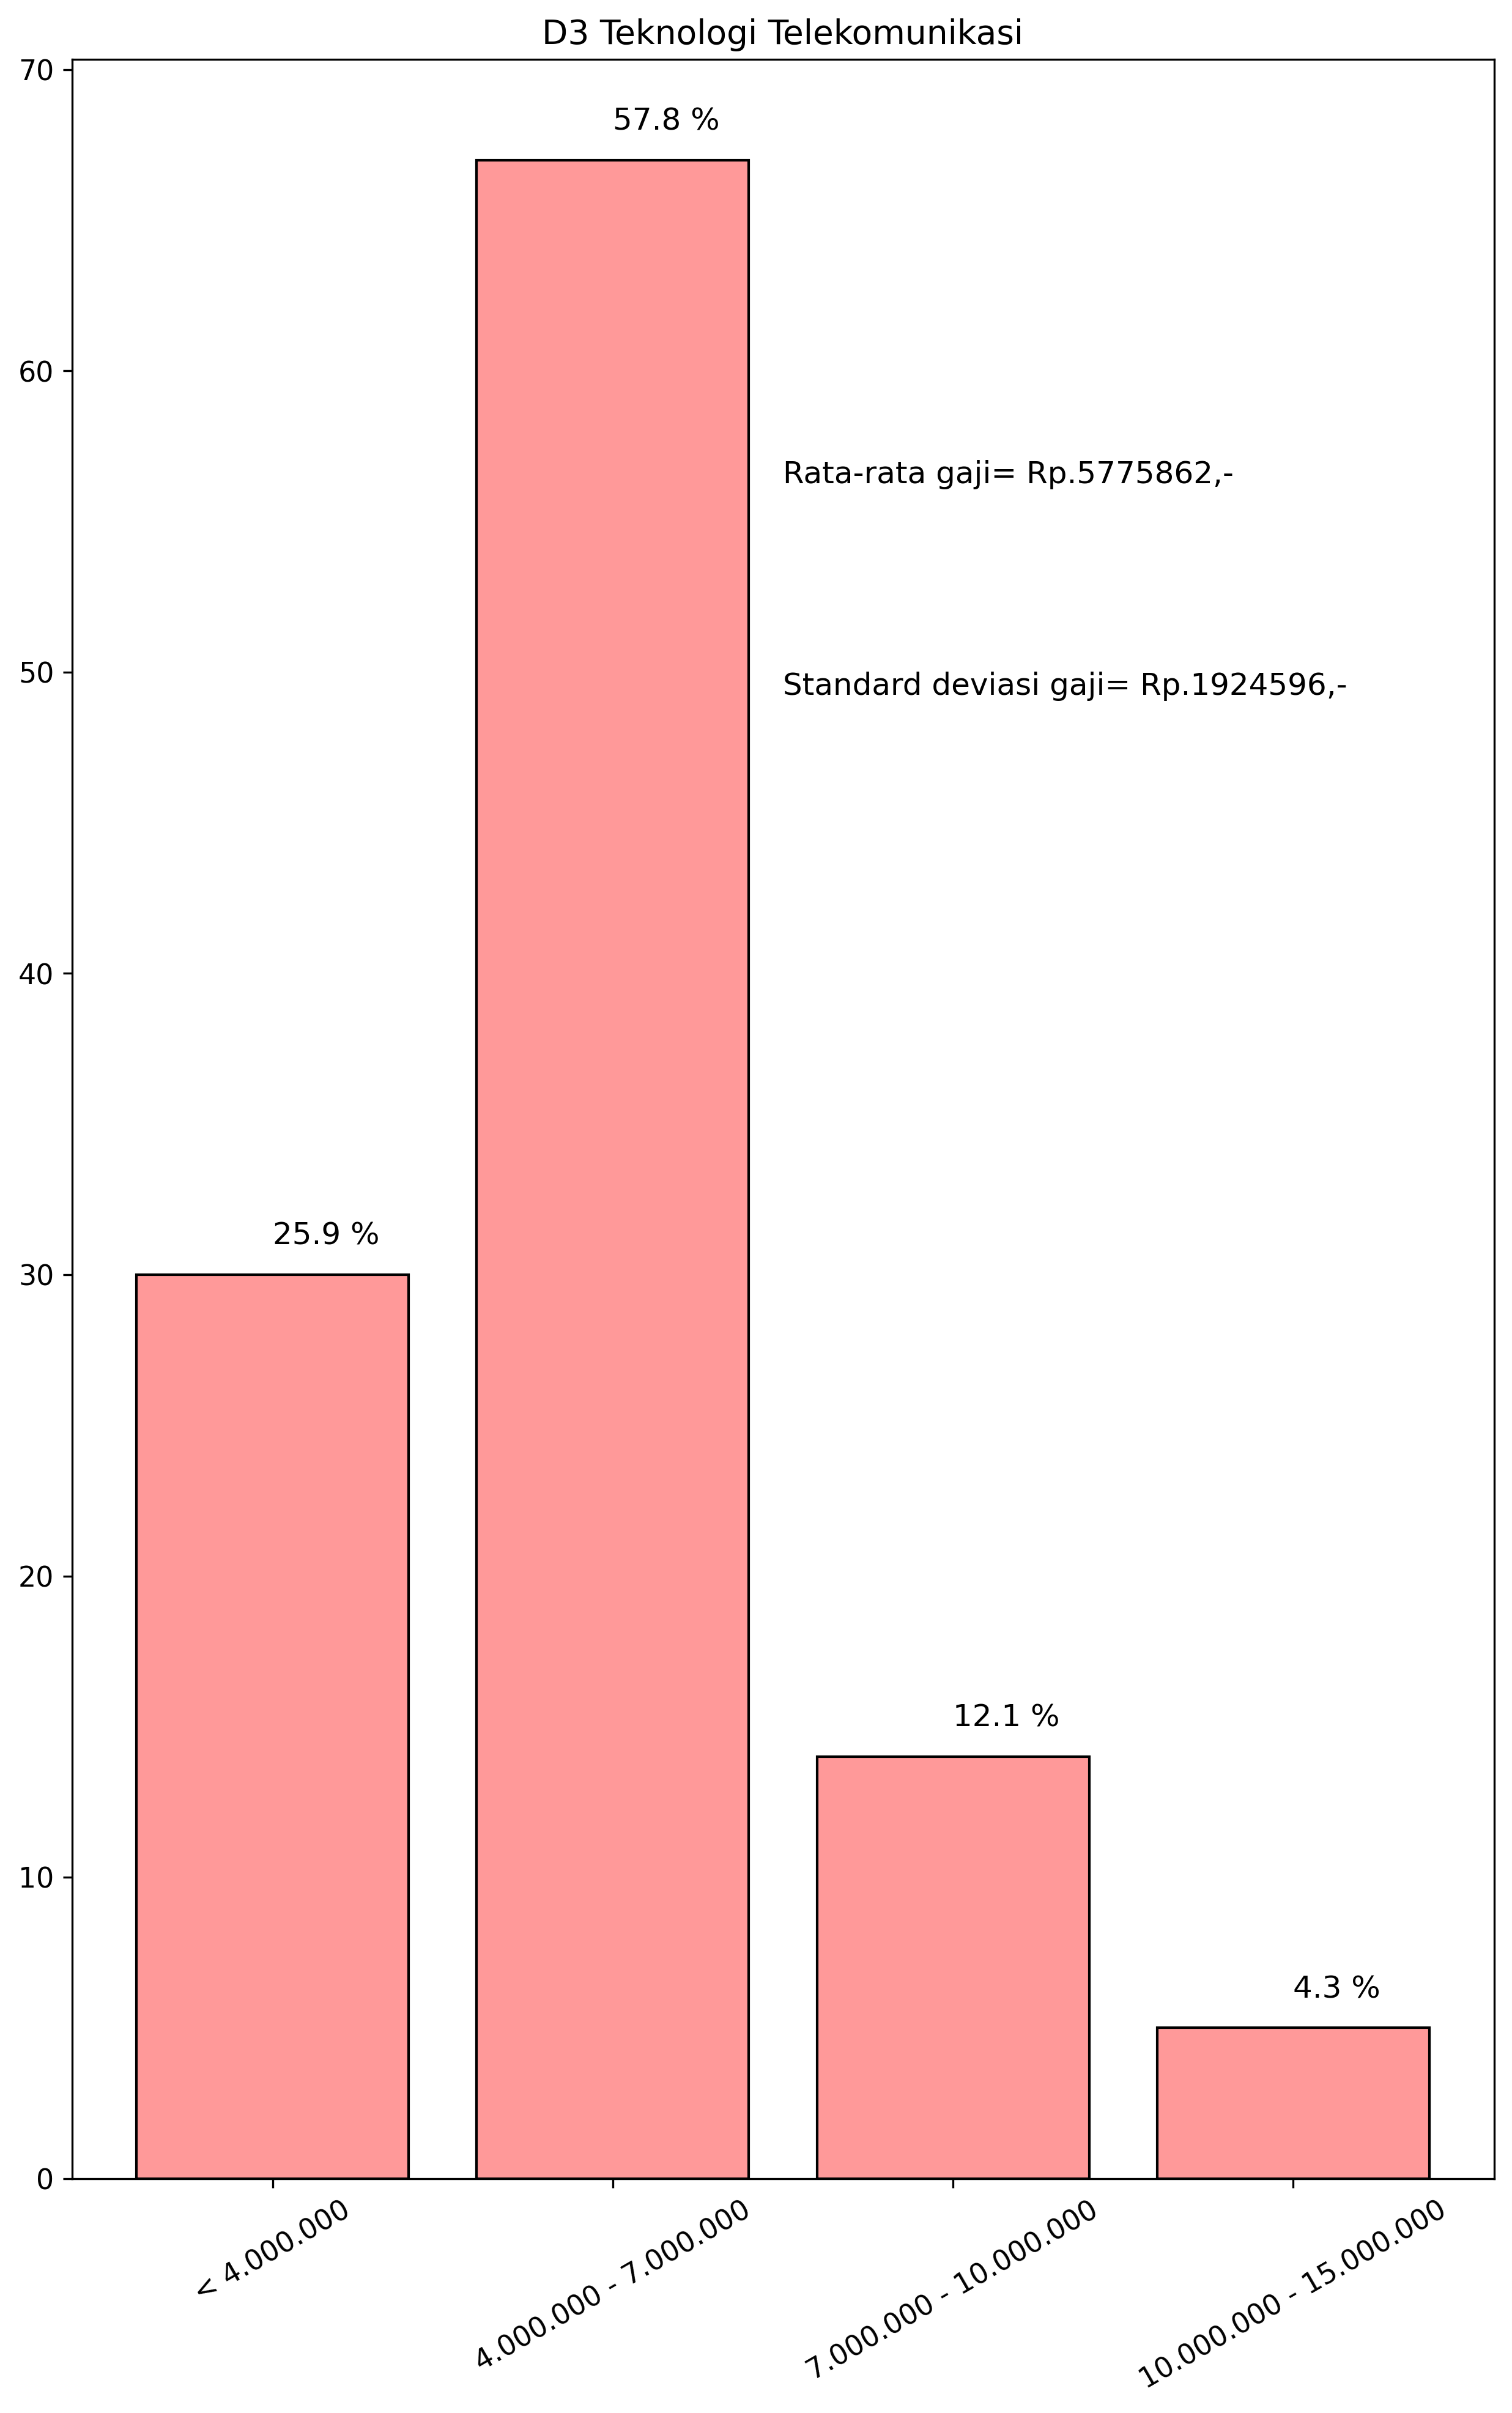 D3 Teknologi Telekomunikasi
70
60
50
40
30
20
10
0
57.8 %
Rata-rata gaji= Rp.5775862,-
Standard deviasi gaji= Rp.1924596,-
25.9 %
12.1 %
4.3 %
< 4.000.000
4.000.000 - 7.000.000
7.000.000 - 10.000.000
10.000.000 - 15.000.000